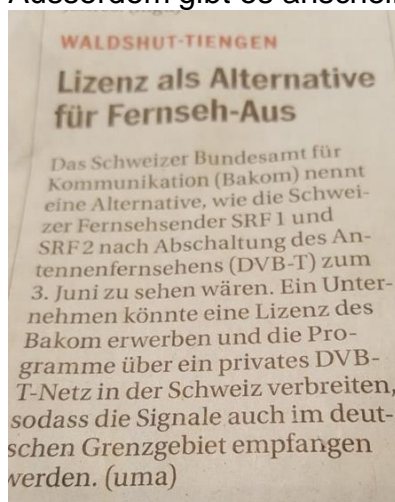 WALDSHUT-TIENGEN
Lizenz als Alternative
für Fernseh-Aus
Das Schweizer Bundesamt für
Kommunikation (Bakom) nennt
eine Alternative, wie die Schwei-
zer Fernsehsender SRF 1 und
SRF 2 nach Abschaltung des An-
tennenfernsehens (DVB-T) zum
3. Juni zu sehen wären. Ein Unter-
nehmen könnte eine Lizenz des
Bakom erwerben und die Pro-
gramme über ein privates DVB-
T-Netz in der Schweiz verbreiten,
sodass die Signale auch im deut-
schen Grenzgebiet empfangen
werden. (uma)